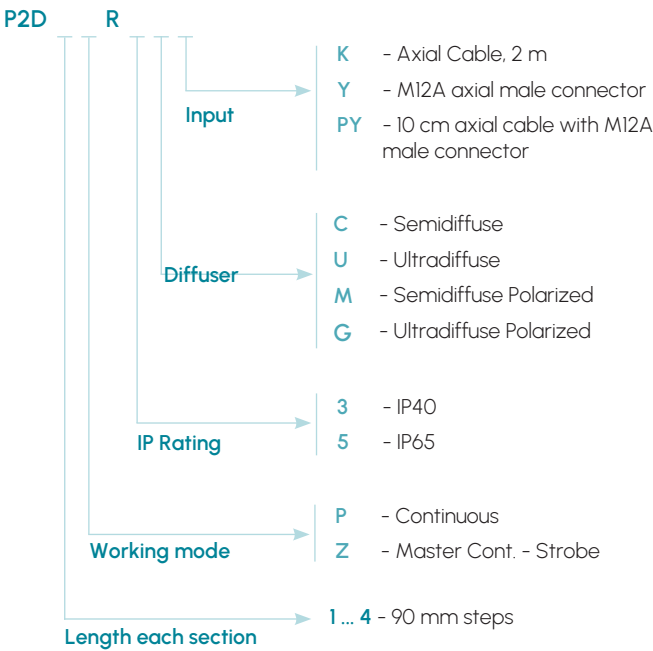 P2D R
K - Axial Cable, 2 m
Y - M12A axial male connector
Input
PY - 10 cm axial cable with M12A
male connector
C - Semidiffuse
U - Ultradiffuse
Diffuser
M - Semidiffuse Polarized
G - Ultradiffuse Polarized
3 - IP40
IP Rating
5 - IP65
P - Continuous
Working mode
Z - Master Cont. - Strobe
1 ... 4 - 90 mm steps
Length each section